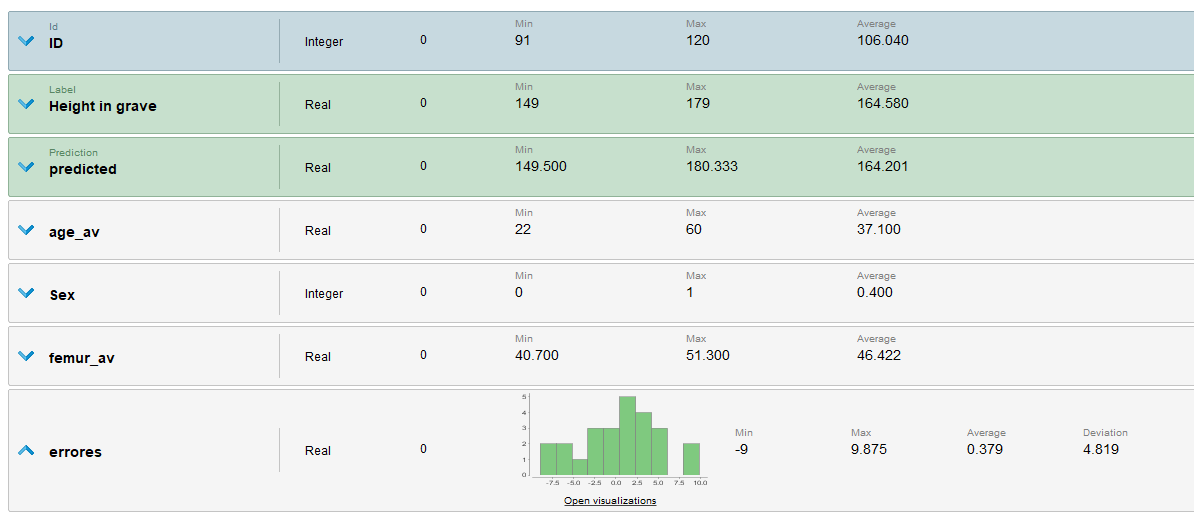 Id
ID
Integer
0
Min
91
Max
120
Average
106.040
Label
Height in grave
Real
0
Min
149
Max
179
Average
164.580
Prediction
predicted
Real
0
Min
149.500
Max
180.333
Average
164.201
age_av
Real
0
Min
22
Max
60
Average
37.100
Sex
Integer
0
Min
0
Max
1
Average
0.400
femur_av
Real
0
Min
40.700
Max
51.300
Average
46.422
errores
Real
0
5
4
3
2
1
0
-7.5 -5.0 -2.5 0.0 2.5 5.0 7.5 10.0
Open visualizations
Min
-9
Max
9.875
Average
0.379
Deviation
4.819